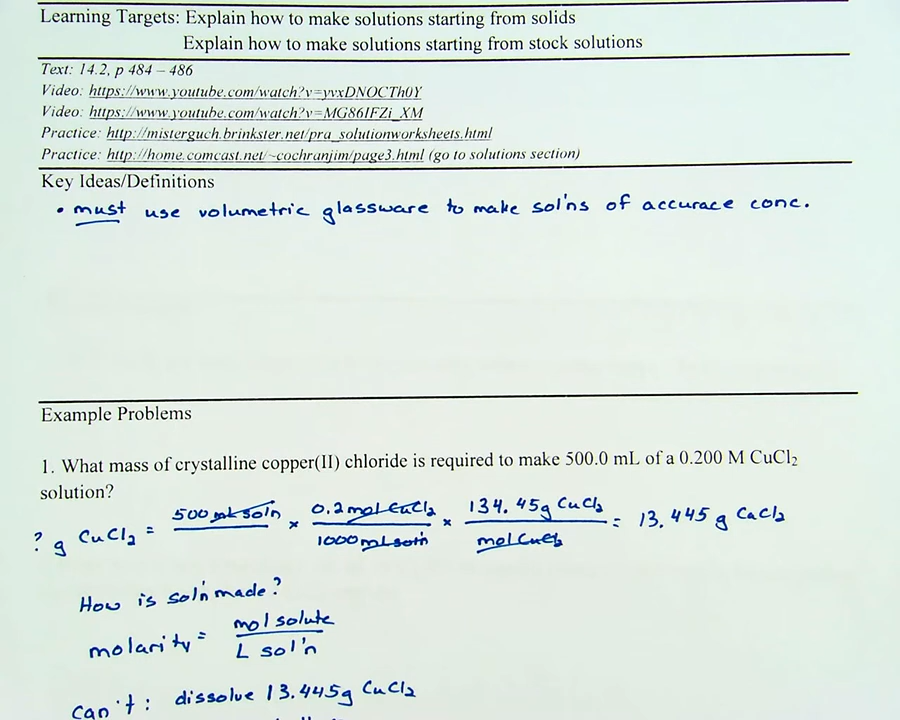 Learning Targets: Explain how to make solutions starting from solids
Explain how to make solutions starting from stock solutions
Text: 14.2, p 484 – 486
Video: https://www.youtube.com/watch?v=yvxDNOCTh0Y
Video: https://www.youtube.com/watch?v=MG86IFZi_XM
Practice: http://misterguch.brinkster.net/pra_solutionworksheets.html
Practice: http://home.comcast.net/~cochranjim/page3.html (go to solutions section)
Key Ideas/Definitions
• must use volumetric glassware to make sol'ns of accurace conc.
Example Problems
1. What mass of crystalline copper(II) chloride is required to make 500.0 mL of a 0.200 M CuCl₂
solution?
? g CuCl₂ = 500 mL soln × 0.2 mol CuCl₂ / 1000 mL soln × 134.45g CuCl₂ / mol CuCl₂ = 13.445 g CaCl₂
How is sol'n made?
molarity = mol solute / L sol'n
Can't: dissolve 13.445g CuCl₂